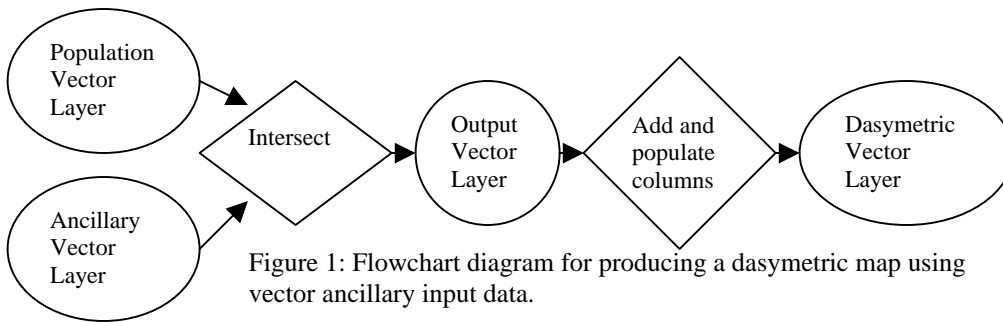 Population
Vector
Layer
Ancillary
Vector
Layer
Intersect
Output
Vector
Layer
Add and
populate
columns
Dasymetric
Vector
Layer
Figure 1: Flowchart diagram for producing a dasymetric map using
vector ancillary input data.